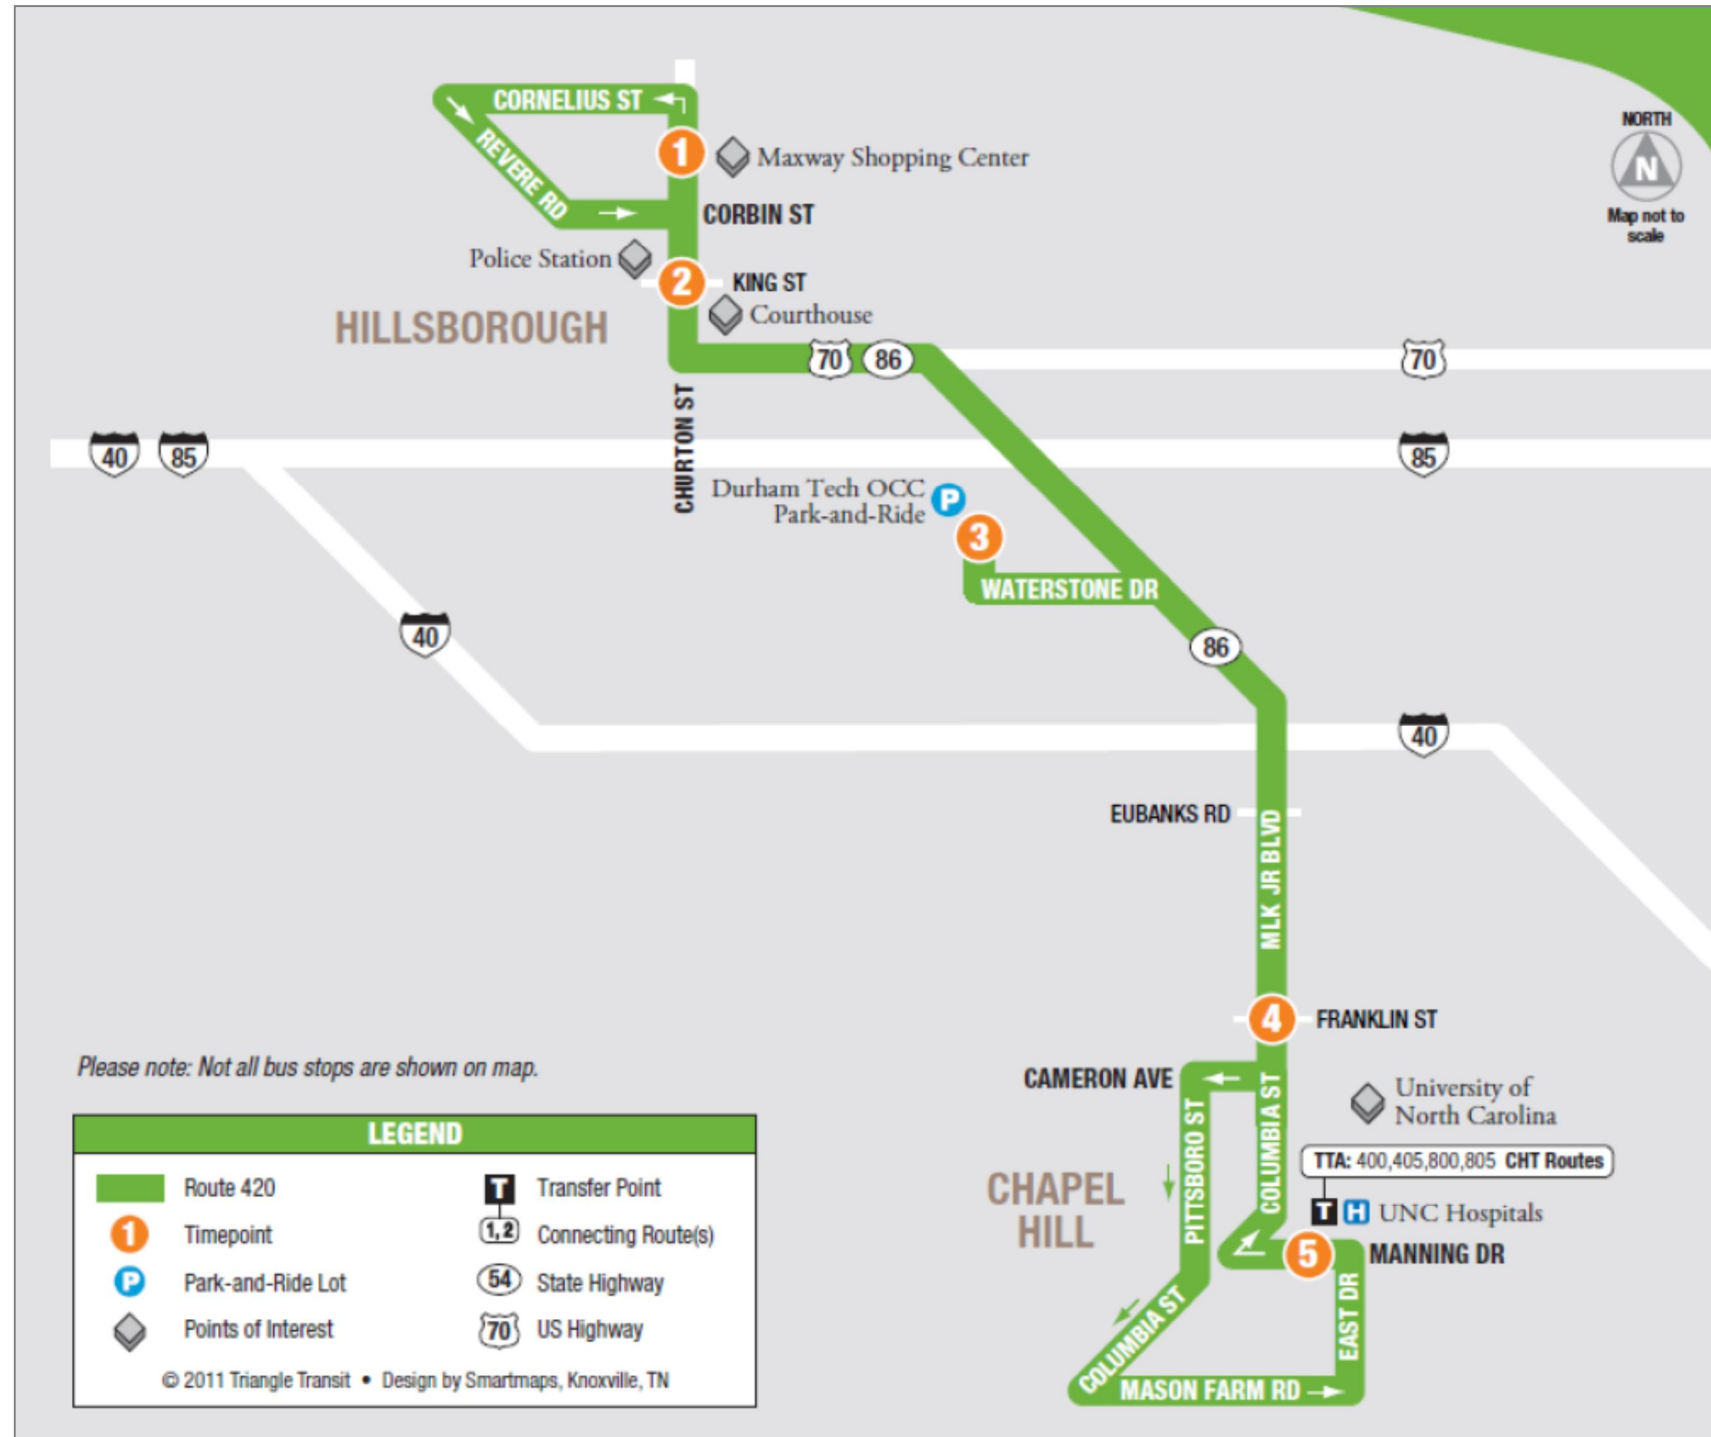 NORTH
N
Map not to
scale
CORNELIUS ST
REVERE RD
1
Maxway Shopping Center
CORBIN ST
Police Station
2
KING ST
Courthouse
HILLSBOROUGH
70
86
70
CHURTON ST
40
85
85
Durham Tech OCC
Park-and-Ride
P
3
WATERSTONE DR
40
86
40
EUBANKS RD
MLK JR BLVD
4
FRANKLIN ST
CAMERON AVE
PITTSBORO ST
COLUMBIA ST
University of
North Carolina
TTA: 400,405,800,805 CHT Routes
T
H
UNC Hospitals
CHAPEL
HILL
5
MANNING DR
COLUMBIA ST
EAST DR
MASON FARM RD
Please note: Not all bus stops are shown on map.
LEGEND
Route 420
1
Timepoint
P
Park-and-Ride Lot
Points of Interest
T
Transfer Point
1,2
Connecting Route(s)
54
State Highway
70
US Highway
© 2011 Triangle Transit • Design by Smartmaps, Knoxville, TN